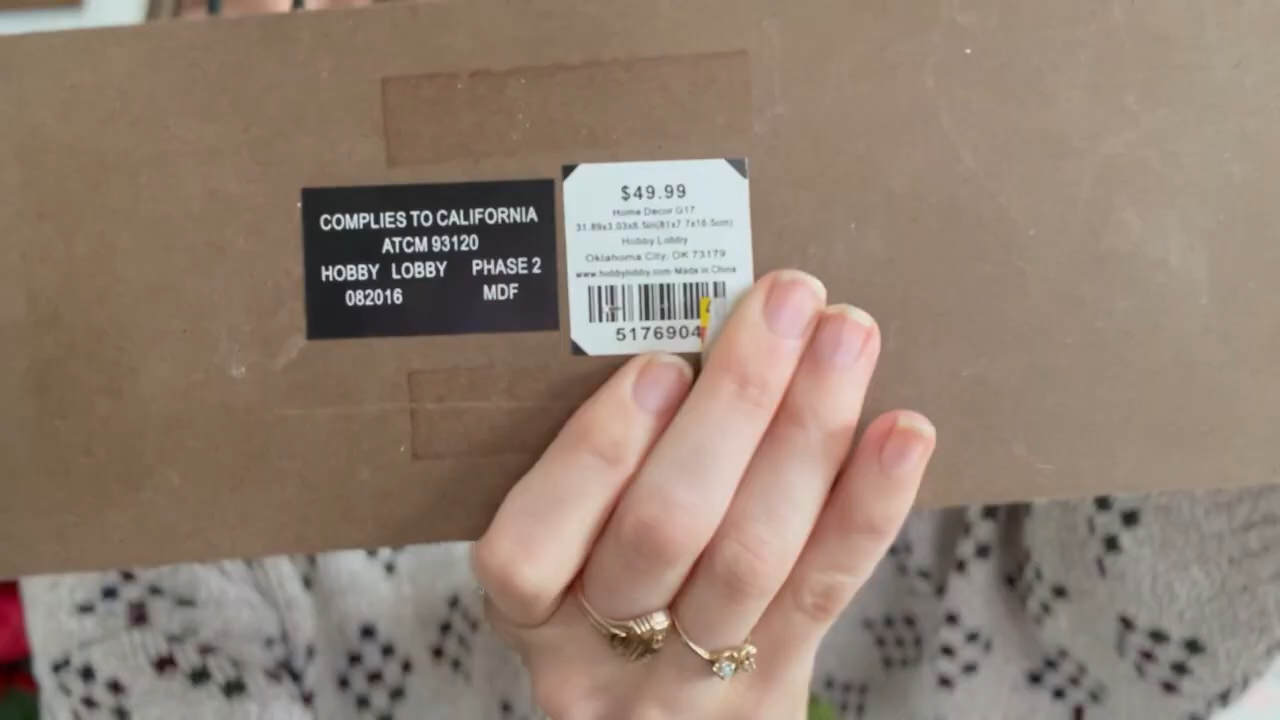 COMPLIES TO CALIFORNIA
ATCM 93120
HOBBY LOBBY PHASE 2
082016 MDF
$49.99
Home Decor G17
31.89x3.03x6.5in(81x7.7x16.5cm)
Hobby Lobby
Oklahoma City, OK 73179
www.hobbylobby.com Made in China
5176904